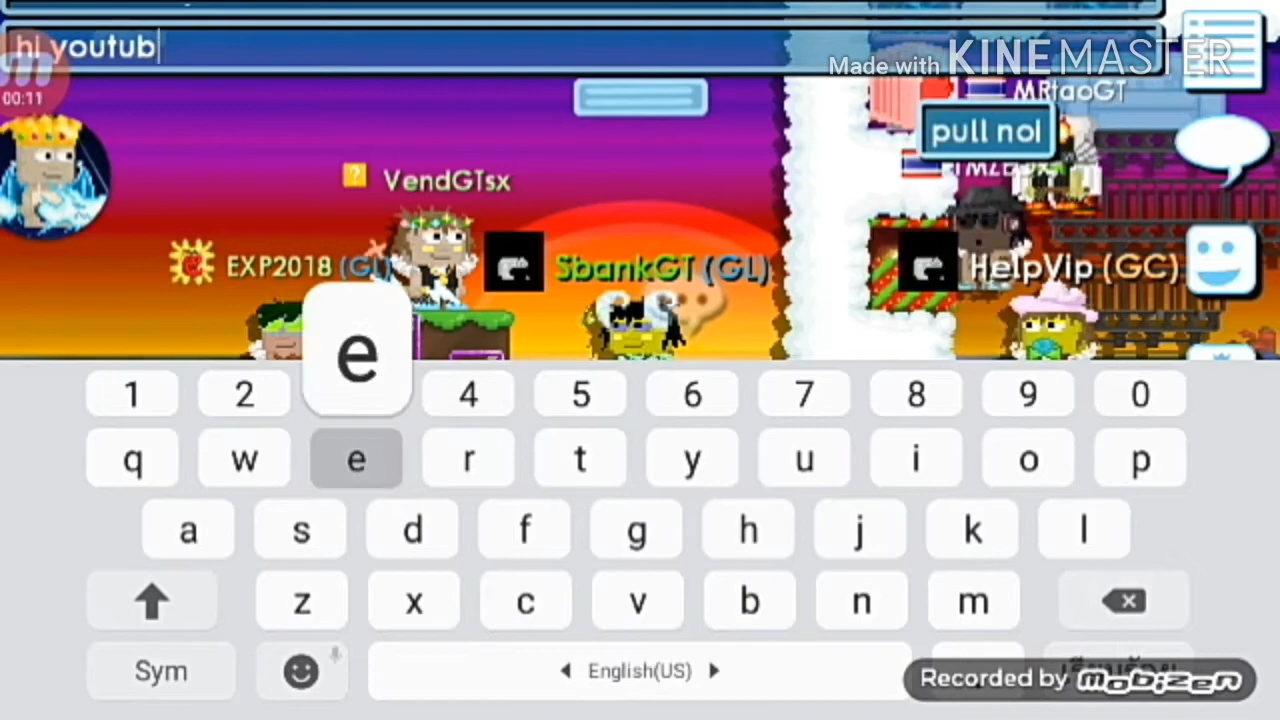 hi youtub
Made with KINEMASTER
00:11
MRtaoGT
pull nol
VendGTsx
EXP2018 (GL)
SbankGT (GL)
HelpVip (GC)
e
1 2 4 5 6 7 8 9 0
q w e r t y u i o p
a s d f g h j k l
z x c v b n m
Sym
English(US)
Recorded by mobizen